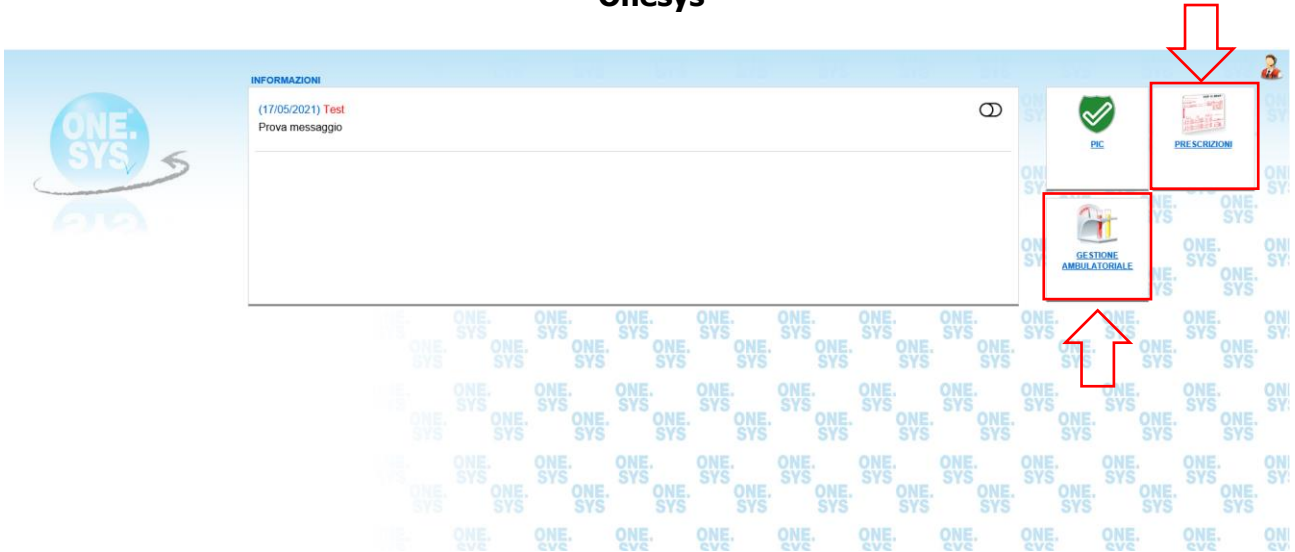 Onesys
INFORMAZIONI
(17/05/2021) Test
Prova messaggio
ONE.
SYS
PIC
PRESCRIZIONI
GESTIONE
AMBULATORIALE